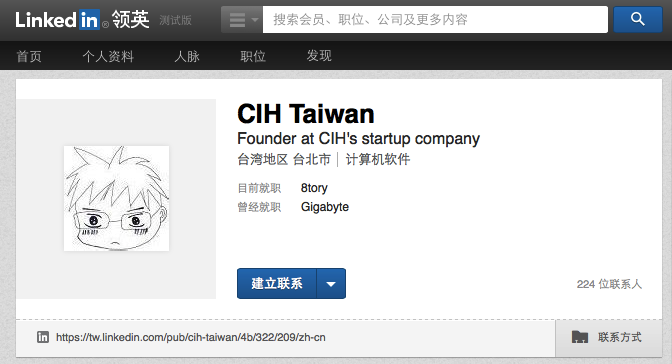 Linked in ® 领英 测试版
搜索会员、职位、公司及更多内容
首页 个人资料 人脉 职位 发现
CIH Taiwan
Founder at CIH's startup company
台湾地区 台北市 | 计算机软件
目前就职 8tory
曾经就职 Gigabyte
建立联系
224 位联系人
in https://tw.linkedin.com/pub/cih-taiwan/4b/322/209/zh-cn
联系方式